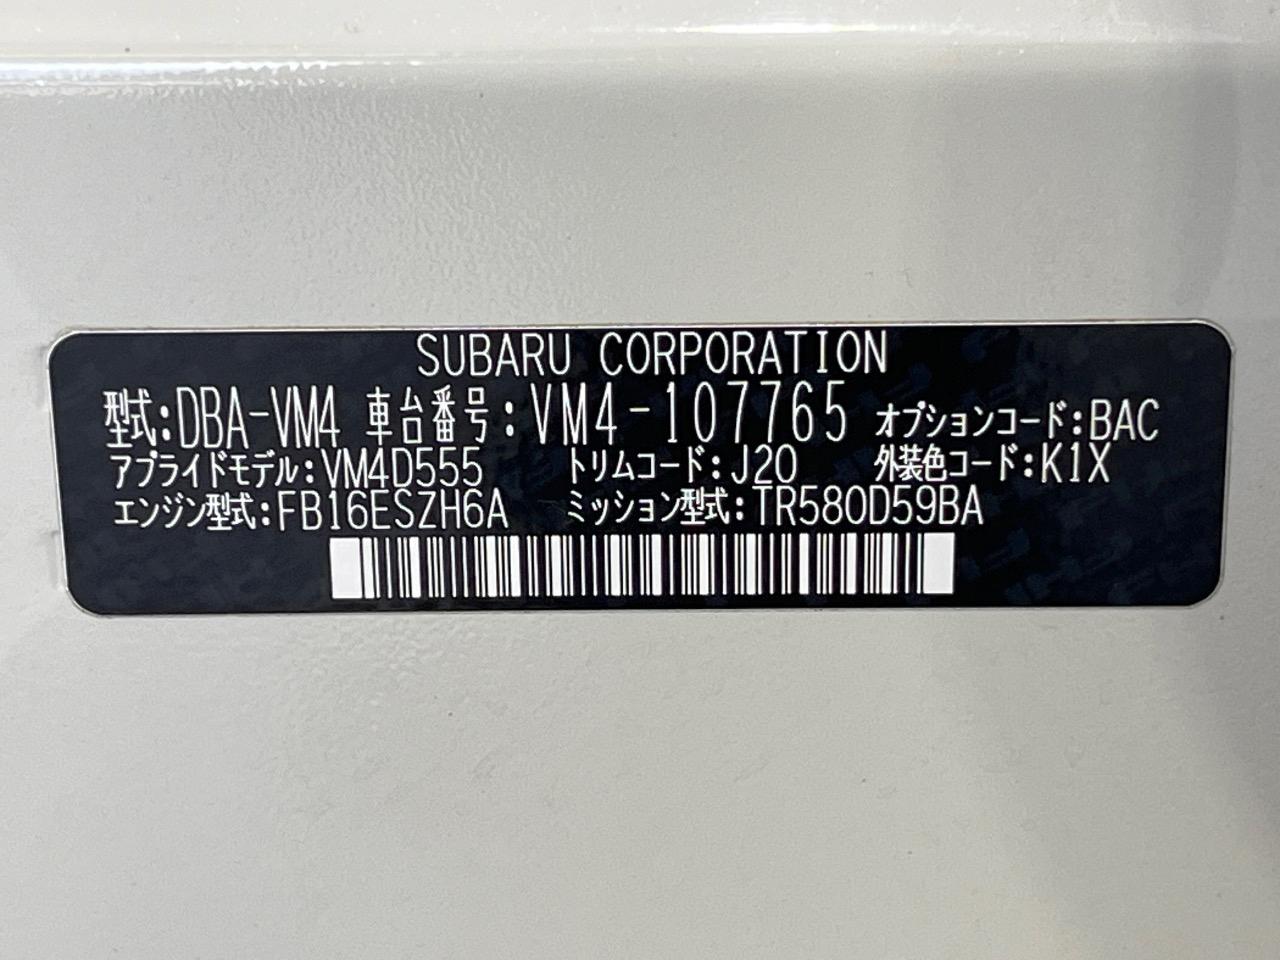 SUBARU CORPORATION
型式:DBA-VM4 車台番号:VM4-107765 オプションコード:BAC
アプライドモデル:VM4D555 トリムコード:J20 外装色コード:K1X
エンジン型式:FB16ESZH6A ミッション型式:TR580D59BA